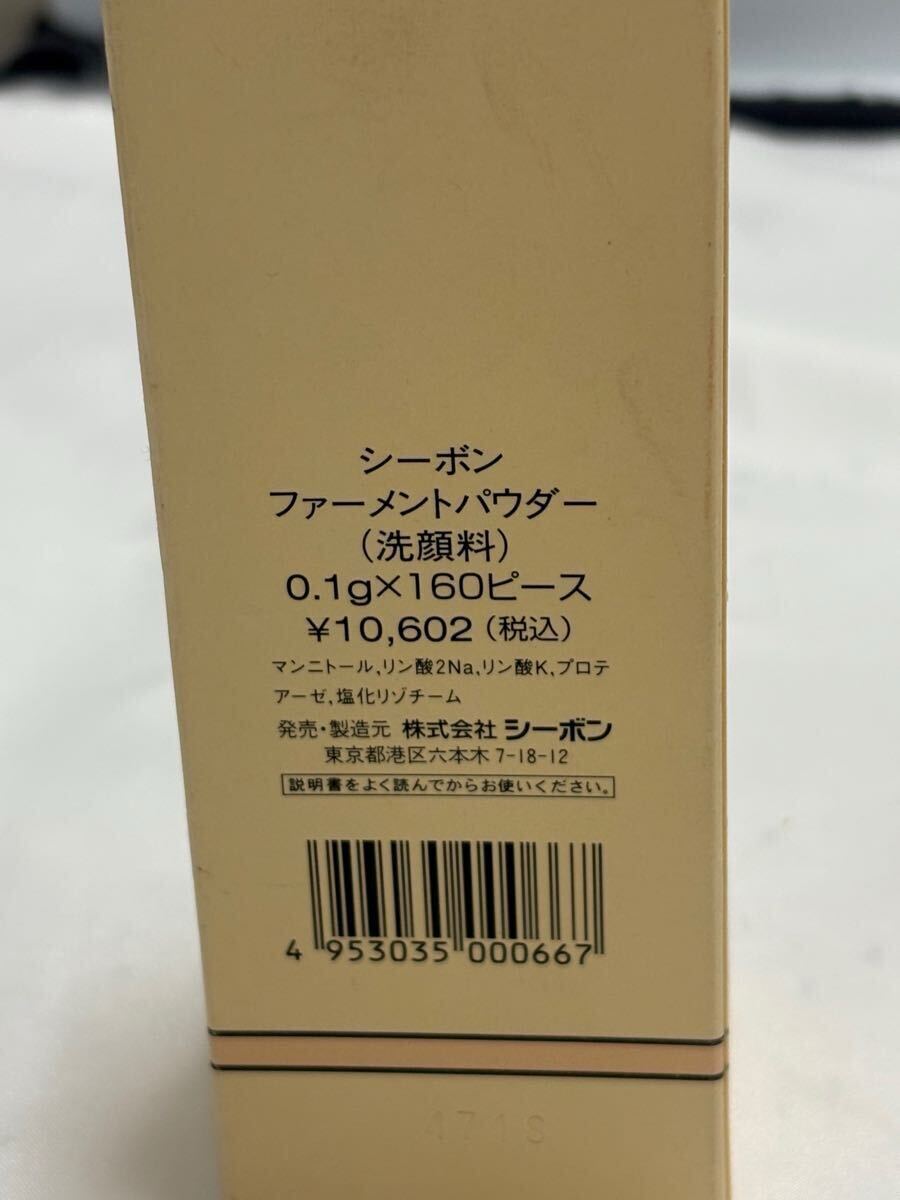 シーボン
ファーメントパウダー
(洗顔料)
0.1g×160ピース
¥10,602(税込)
マンニトール,リン酸2Na,リン酸K,プロテ
アーゼ,塩化リゾチーム
発売・製造元 株式会社 シーボン
東京都港区六本木7-18-12
説明書をよく読んでからお使いください。
4 953035 000667
471S